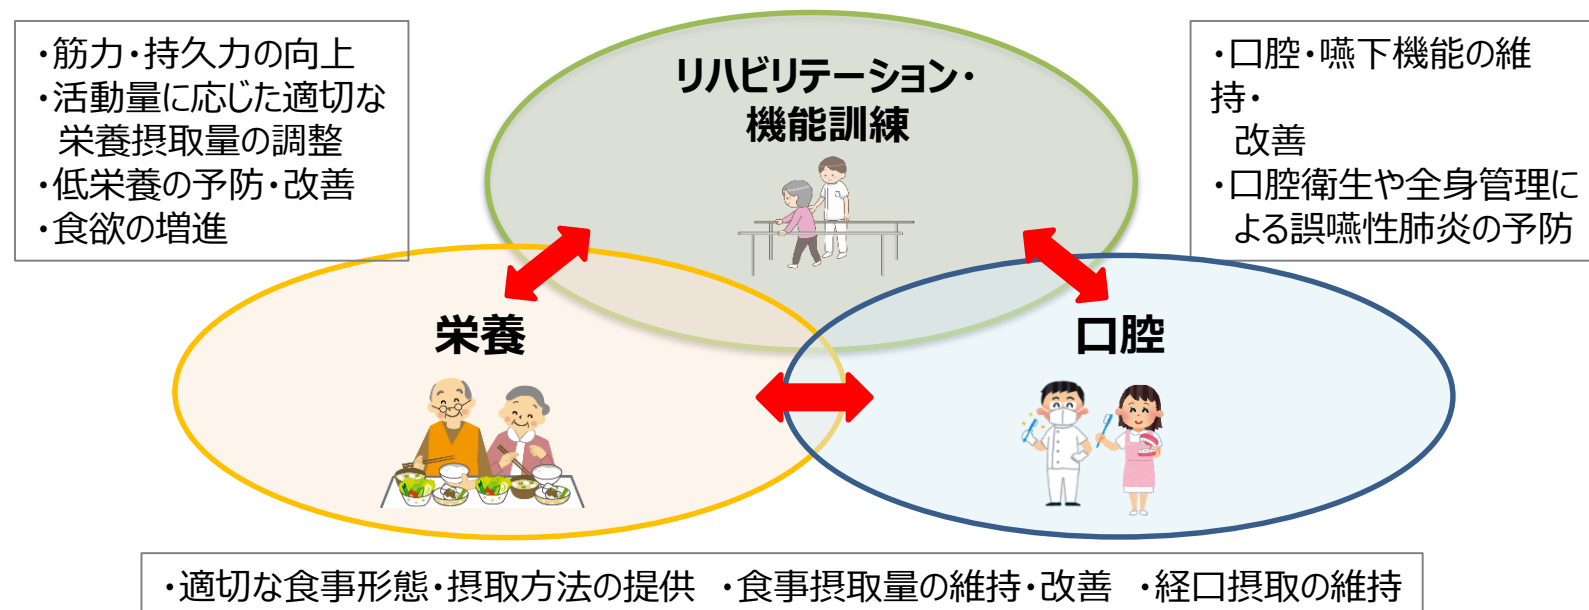 ・筋力・持久力の向上
・活動量に応じた適切な
栄養摂取量の調整
・低栄養の予防・改善
・食欲の増進
リハビリテーション・
機能訓練
・口腔・嚥下機能の維
持・
改善
・口腔衛生や全身管理に
よる誤嚥性肺炎の予防
栄養
口腔
・適切な食事形態・摂取方法の提供 ・食事摂取量の維持・改善 ・経口摂取の維持